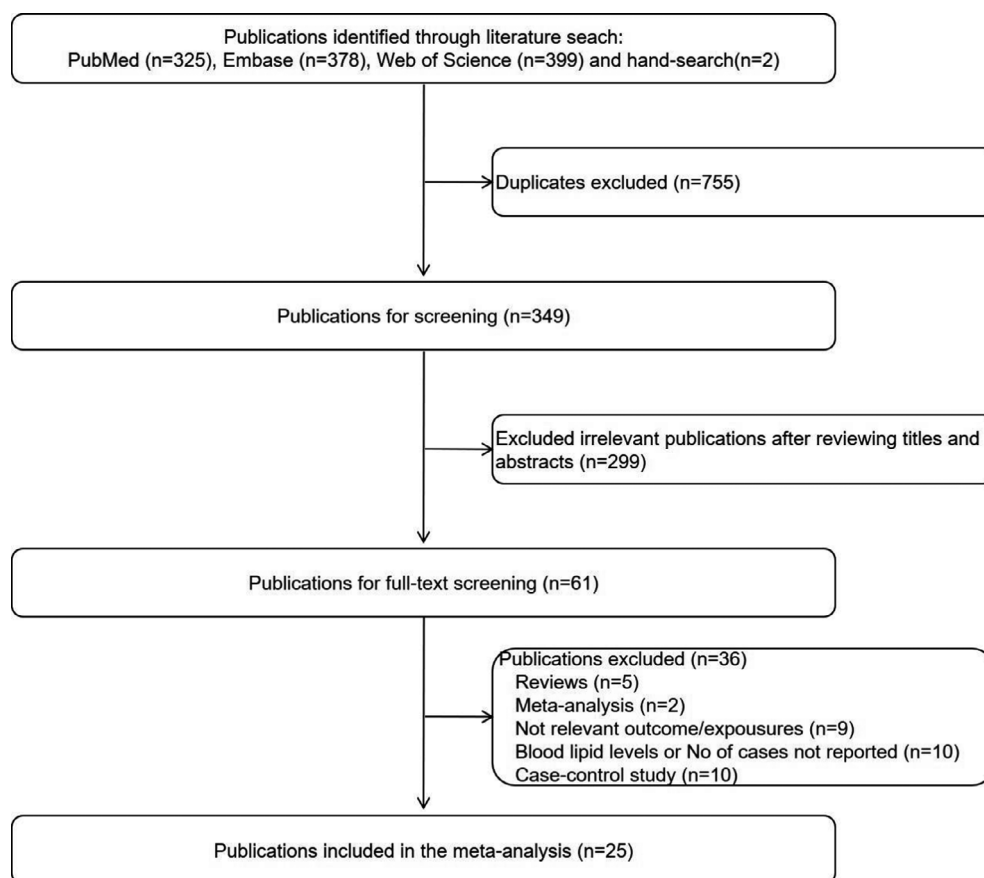 Publications identified through literature seach:
PubMed (n=325), Embase (n=378), Web of Science (n=399) and hand-search(n=2)
Duplicates excluded (n=755)
Publications for screening (n=349)
Excluded irrelevant publications after reviewing titles and
abstracts (n=299)
Publications for full-text screening (n=61)
Publications excluded (n=36)
Reviews (n=5)
Meta-analysis (n=2)
Not relevant outcome/expousures (n=9)
Blood lipid levels or No of cases not reported (n=10)
Case-control study (n=10)
Publications included in the meta-analysis (n=25)